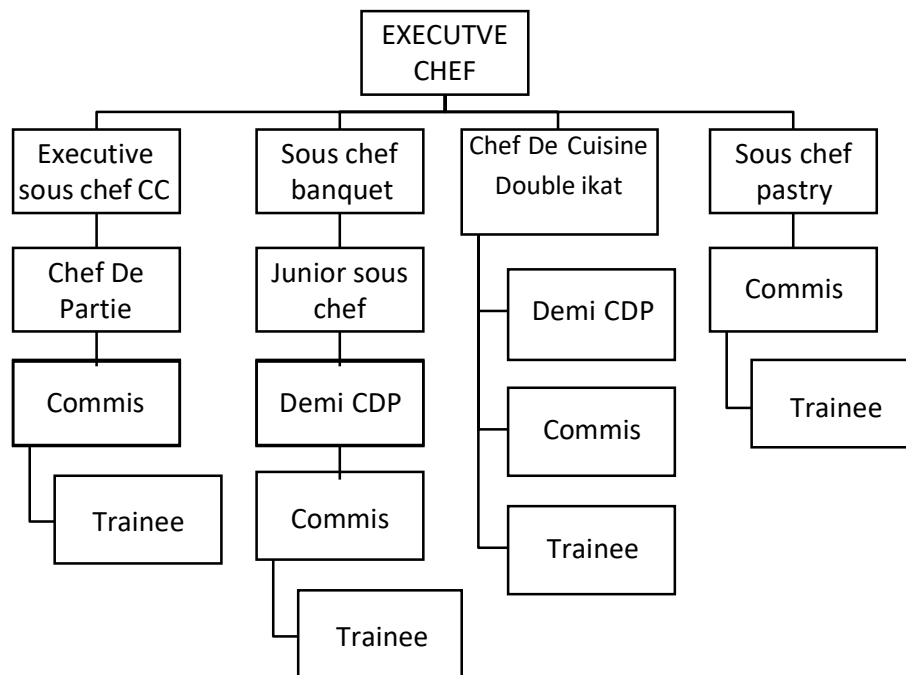 EXECUTVE
CHEF
Executive
sous chef CC
Sous chef
banquet
Chef De Cuisine
Double ikat
Sous chef
pastry
Chef De
Partie
Junior sous
chef
Demi CDP
Commis
Commis
Demi CDP
Commis
Trainee
Trainee
Commis
Trainee
Trainee